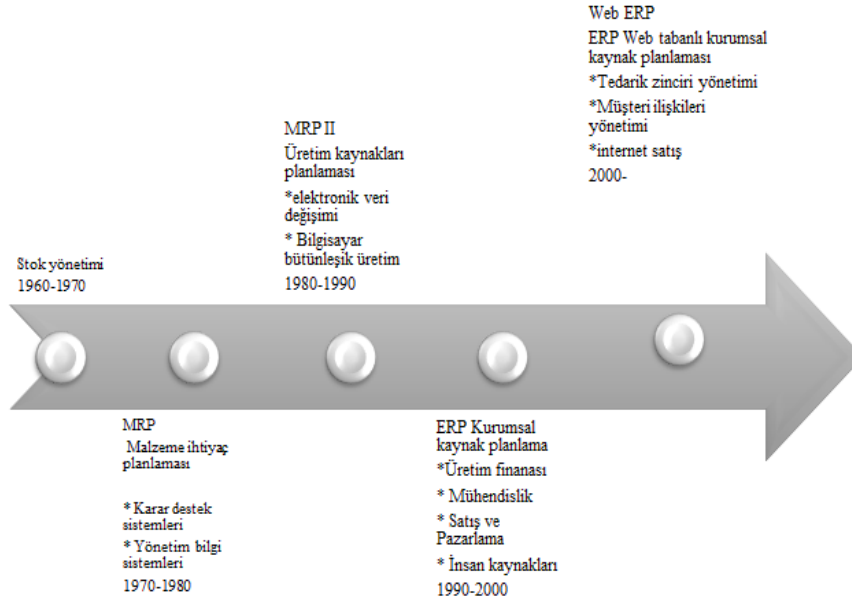 Stok yönetimi
1960-1970
MRP
Malzeme ihtiyaç
planlaması
* Karar destek
sistemleri
* Yönetim bilgi
sistemleri
1970-1980
MRP II
Üretim kaynakları
planlaması
*elektronik veri
değişimi
* Bilgisayar
bütünleşik üretim
1980-1990
ERP Kurumsal
kaynak planlama
*Üretim finanası
* Mühendislik
* Satış ve
Pazarlama
* İnsan kaynakları
1990-2000
Web ERP
ERP Web tabanlı kurumsal
kaynak planlaması
*Tedarik zinciri yönetimi
*Müşteri ilişkileri
yönetimi
*internet satış
2000-